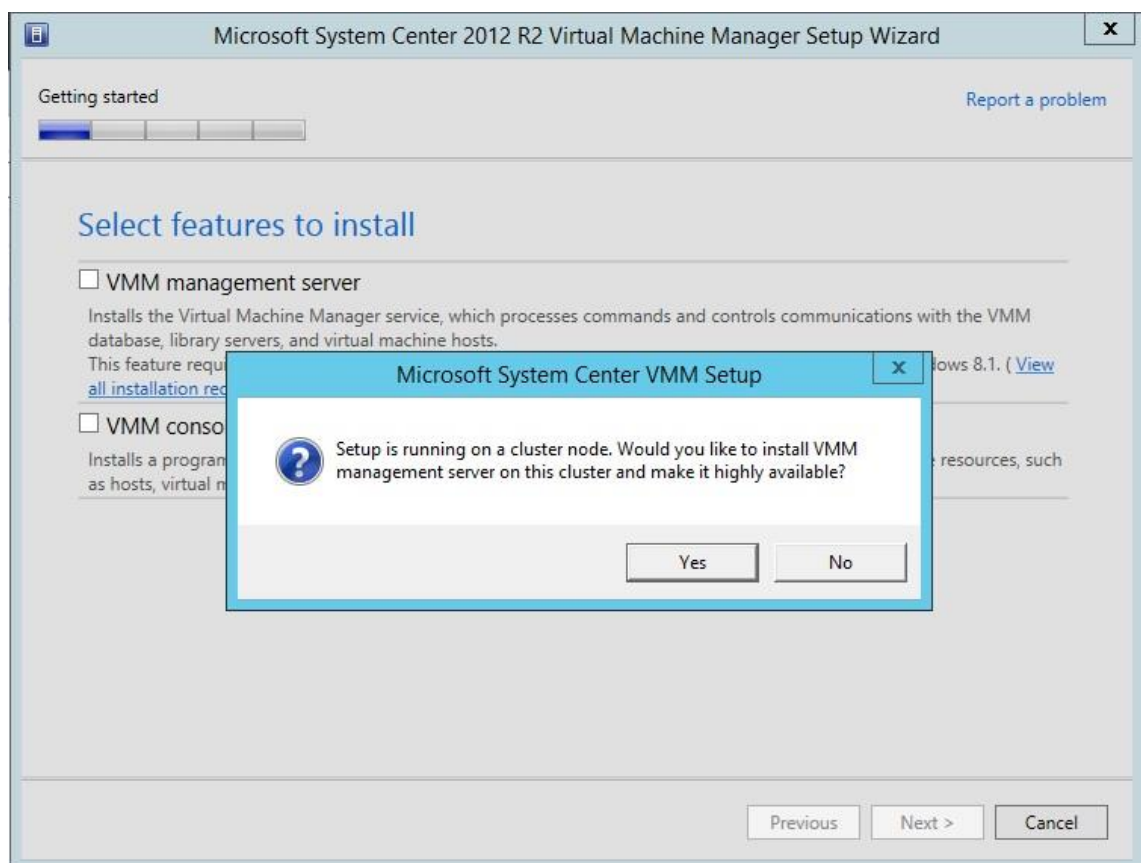 Microsoft System Center 2012 R2 Virtual Machine Manager Setup Wizard
x
Getting started
Report a problem
Select features to install
VMM management server
Installs the Virtual Machine Manager service, which processes commands and controls communications with the VMM
database, library servers, and virtual machine hosts.
This feature requi
lows 8.1. ( View
all installation req
VMM conso
Installs a program
e resources, such
as hosts, virtual m
Microsoft System Center VMM Setup
x
Setup is running on a cluster node. Would you like to install VMM
management server on this cluster and make it highly available?
Yes
No
Previous
Next >
Cancel